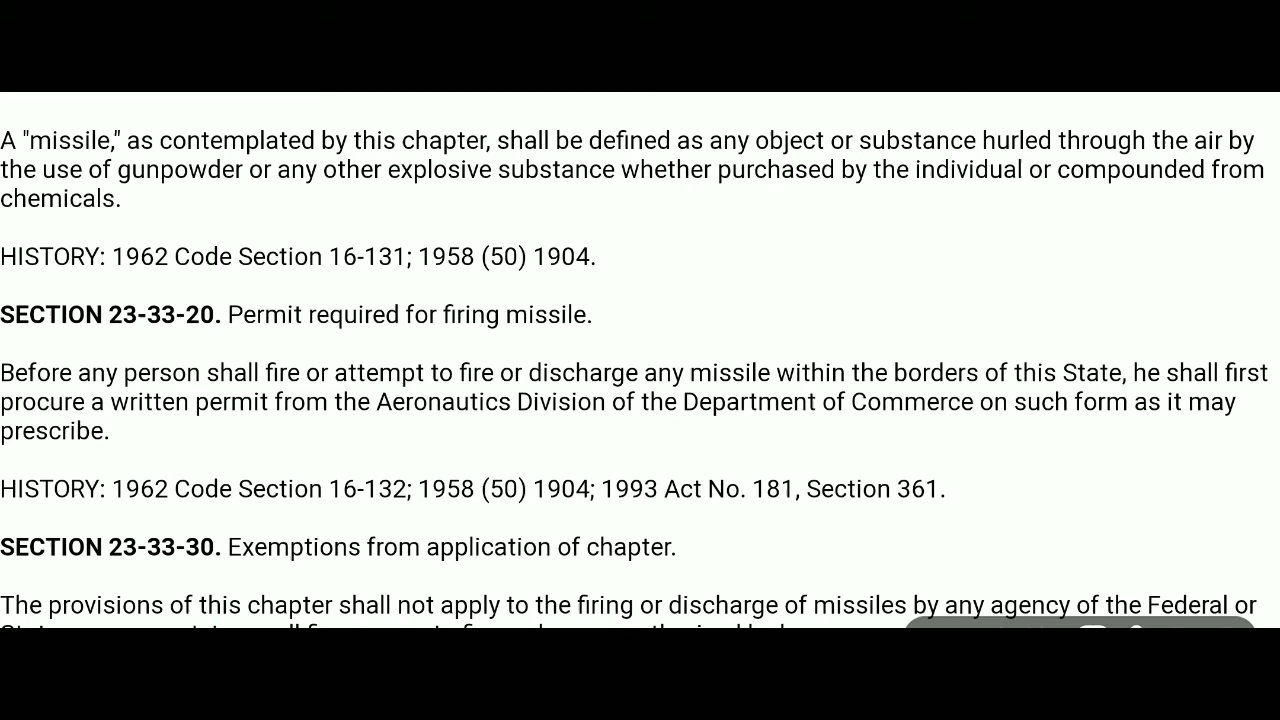 A "missile," as contemplated by this chapter, shall be defined as any object or substance hurled through the air by
the use of gunpowder or any other explosive substance whether purchased by the individual or compounded from
chemicals.
HISTORY: 1962 Code Section 16-131; 1958 (50) 1904.
SECTION 23-33-20. Permit required for firing missile.
Before any person shall fire or attempt to fire or discharge any missile within the borders of this State, he shall first
procure a written permit from the Aeronautics Division of the Department of Commerce on such form as it may
prescribe.
HISTORY: 1962 Code Section 16-132; 1958 (50) 1904; 1993 Act No. 181, Section 361.
SECTION 23-33-30. Exemptions from application of chapter.
The provisions of this chapter shall not apply to the firing or discharge of missiles by any agency of the Federal or